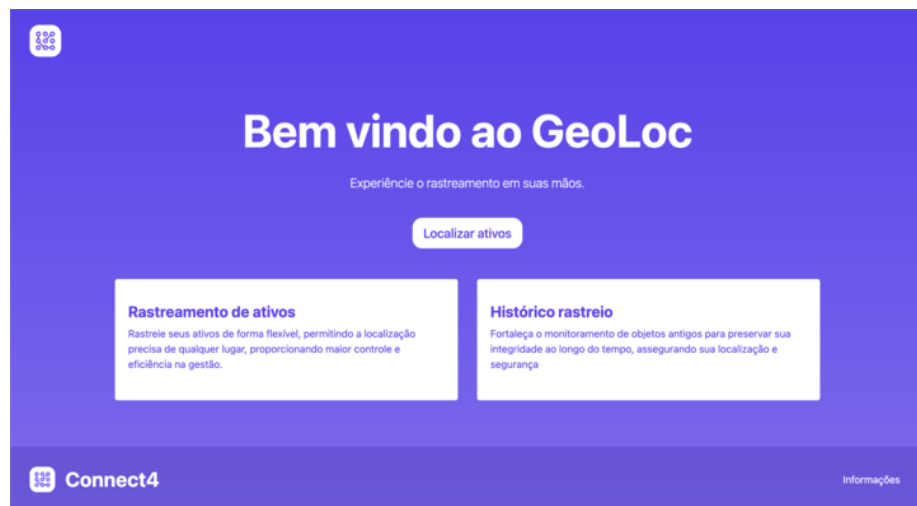 Bem vindo ao GeoLoc
Experiêncie o rastreamento em suas mãos.
Localizar ativos
Rastreamento de ativos
Rastreie seus ativos de forma flexível, permitindo a localização
precisa de qualquer lugar, proporcionando maior controle e
eficiência na gestão.
Histórico rastreio
Fortaleça o monitoramento de objetos antigos para preservar sua
integridade ao longo do tempo, assegurando sua localização e
segurança
Connect4
Informações